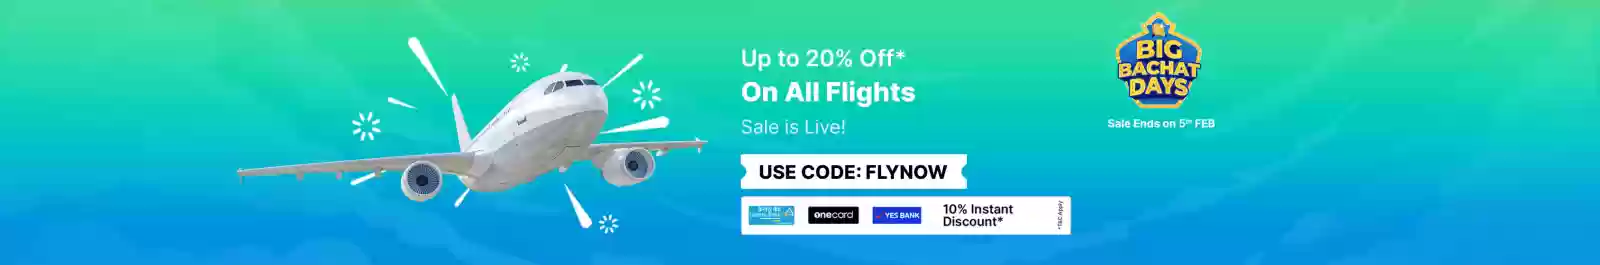 Up to 20% Off*
On All Flights
Sale is Live!
USE CODE: FLYNOW
onecard
YES BANK
10% Instant
Discount*
*T&C Apply
BIG
BACHAT
DAYS
Sale Ends on 5th FEB